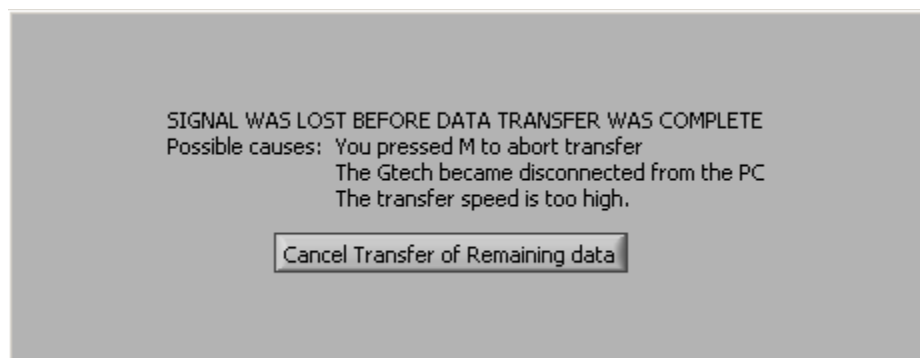 SIGNAL WAS LOST BEFORE DATA TRANSFER WAS COMPLETE
Possible causes: You pressed M to abort transfer
The Gtech became disconnected from the PC
The transfer speed is too high.
Cancel Transfer of Remaining data